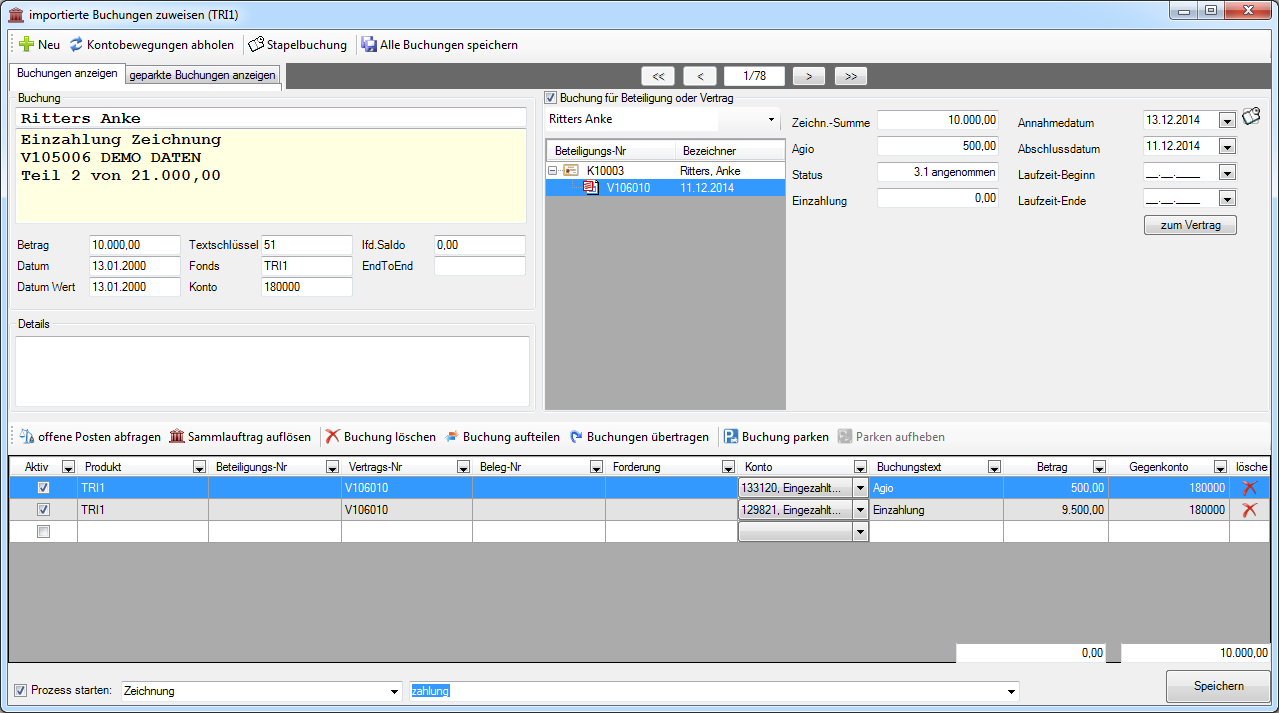 importierte Buchungen zuweisen (TRI1)
Neu Kontobewegungen abholen Stapelbuchung Alle Buchungen speichern
Buchungen anzeigen geparkte Buchungen anzeigen << < 1/78 > >>
Buchung
Ritters Anke
Einzahlung Zeichnung
V105006 DEMO DATEN
Teil 2 von 21.000,00
Betrag 10.000,00 Textschlüssel 51 lfd.Saldo 0,00
Datum 13.01.2000 Fonds TRI1 EndToEnd
Datum Wert 13.01.2000 Konto 180000
Details
Buchung für Beteiligung oder Vertrag
Ritters Anke
Beteiligungs-Nr Bezeichner
K10003 Ritters, Anke
V106010 11.12.2014
Zeichn.-Summe 10.000,00 Annahmedatum 13.12.2014
Agio 500,00 Abschlussdatum 11.12.2014
Status 3.1 angenommen Laufzeit-Beginn __.__.____
Einzahlung 0,00 Laufzeit-Ende __.__.____
zum Vertrag
offene Posten abfragen Sammlauftrag auflösen Buchung löschen Buchung aufteilen Buchungen übertragen Buchung parken Parken aufheben
Aktiv Produkt Beteiligungs-Nr Vertrags-Nr Beleg-Nr Forderung Konto Buchungstext Betrag Gegenkonto lösche
TRI1 V106010 133120, Eingezahlt... Agio 500,00 180000
TRI1 V106010 129821, Eingezahlt... Einzahlung 9.500,00 180000
0,00 10.000,00
Prozess starten: Zeichnung zahlung Speichern